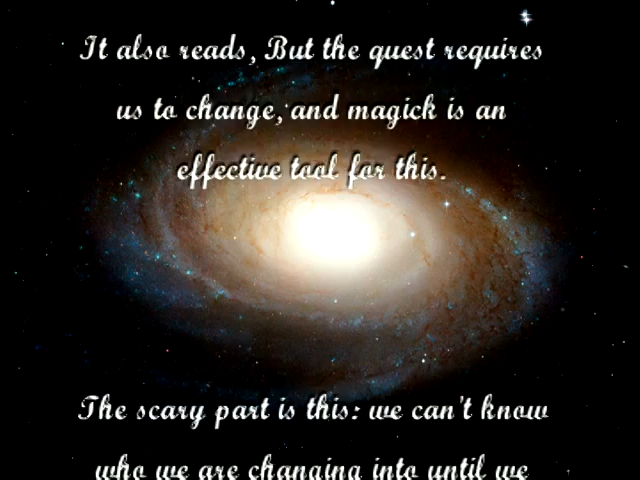 It also reads, But the quest requires
us to change, and magick is an
effective tool for this.
The scary part is this: we can't know
who we are changing into until we